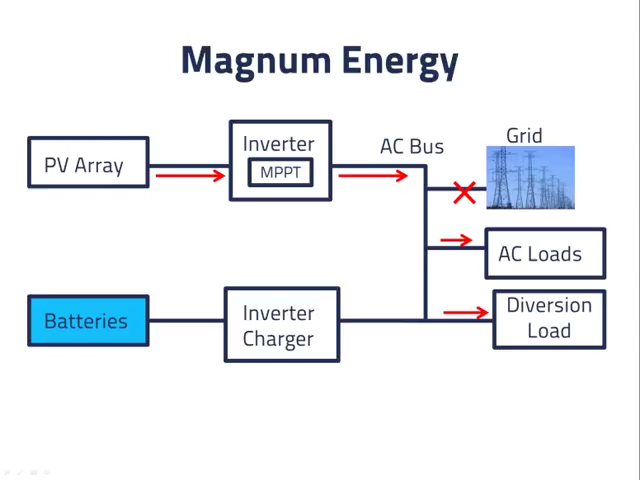 Magnum Energy
PV Array
Inverter
MPPT
AC Bus
Grid
AC Loads
Batteries
Inverter
Charger
Diversion
Load